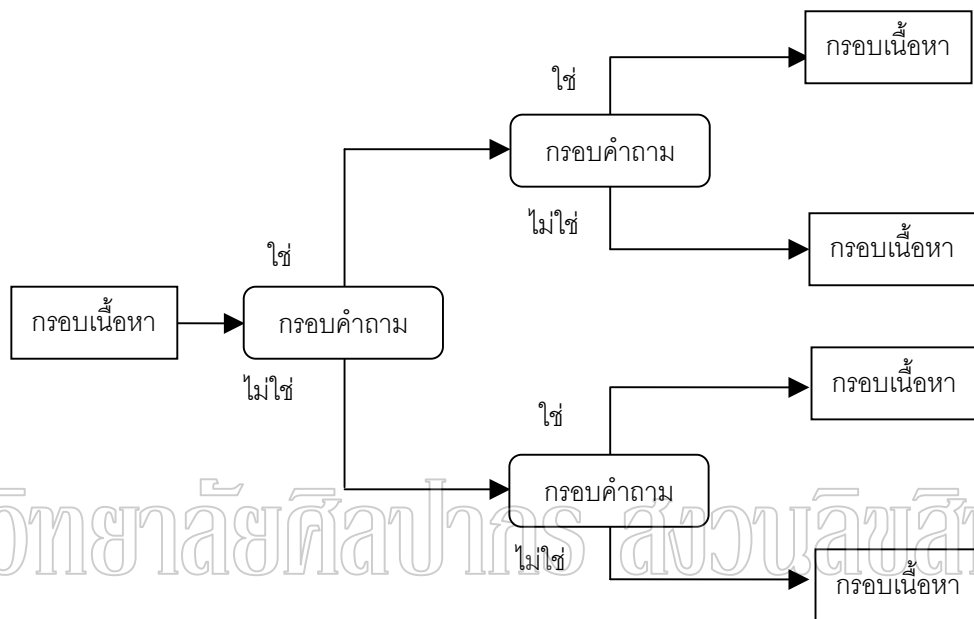 กรอบเนื้อหา
ใช่
กรอบคำถาม
ไม่ใช่
กรอบเนื้อหา
ใช่
กรอบเนื้อหา
กรอบคำถาม
ไม่ใช่
กรอบเนื้อหา
ใช่
กรอบคำถาม
วิทยาลัยศิลปากร สงวนลิขสิท
ไม่ใช่
กรอบเนื้อหา